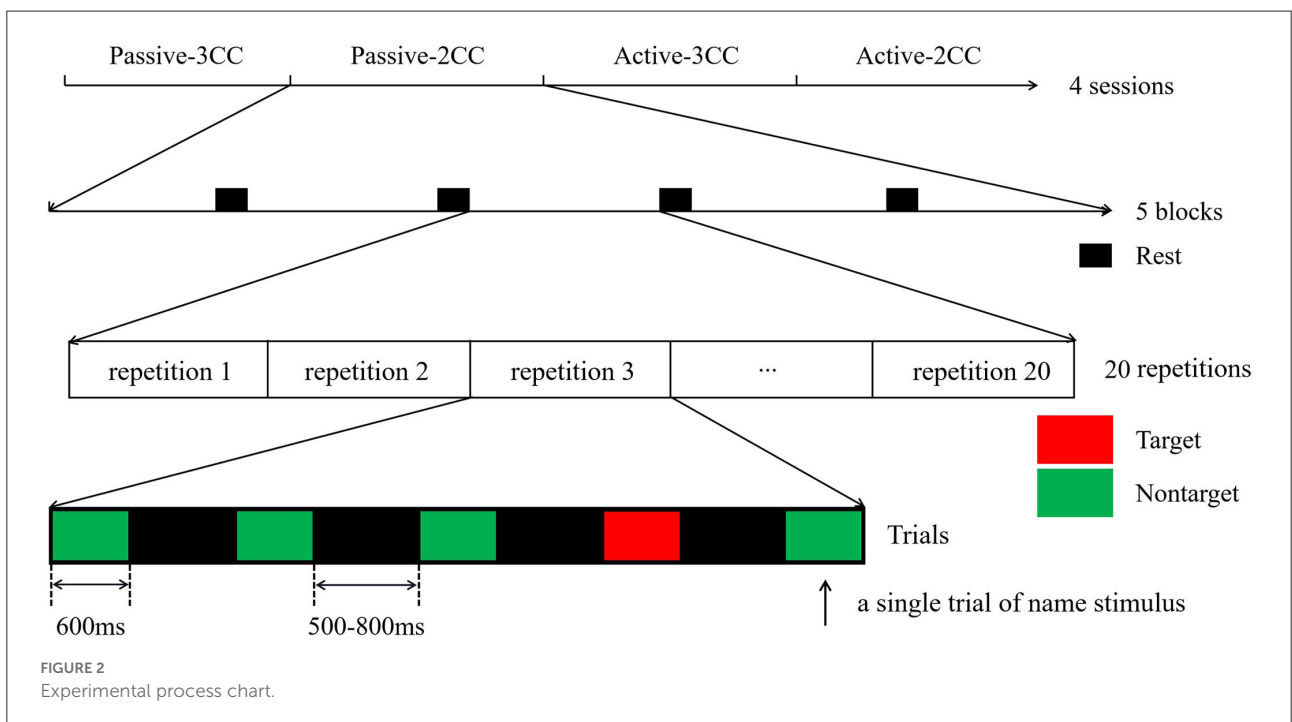 Passive-3CC Passive-2CC Active-3CC Active-2CC
4 sessions
5 blocks
Rest
repetition 1 repetition 2 repetition 3 ... repetition 20 20 repetitions
Target
Nontarget
Trials
600ms 500-800ms a single trial of name stimulus
FIGURE 2
Experimental process chart.